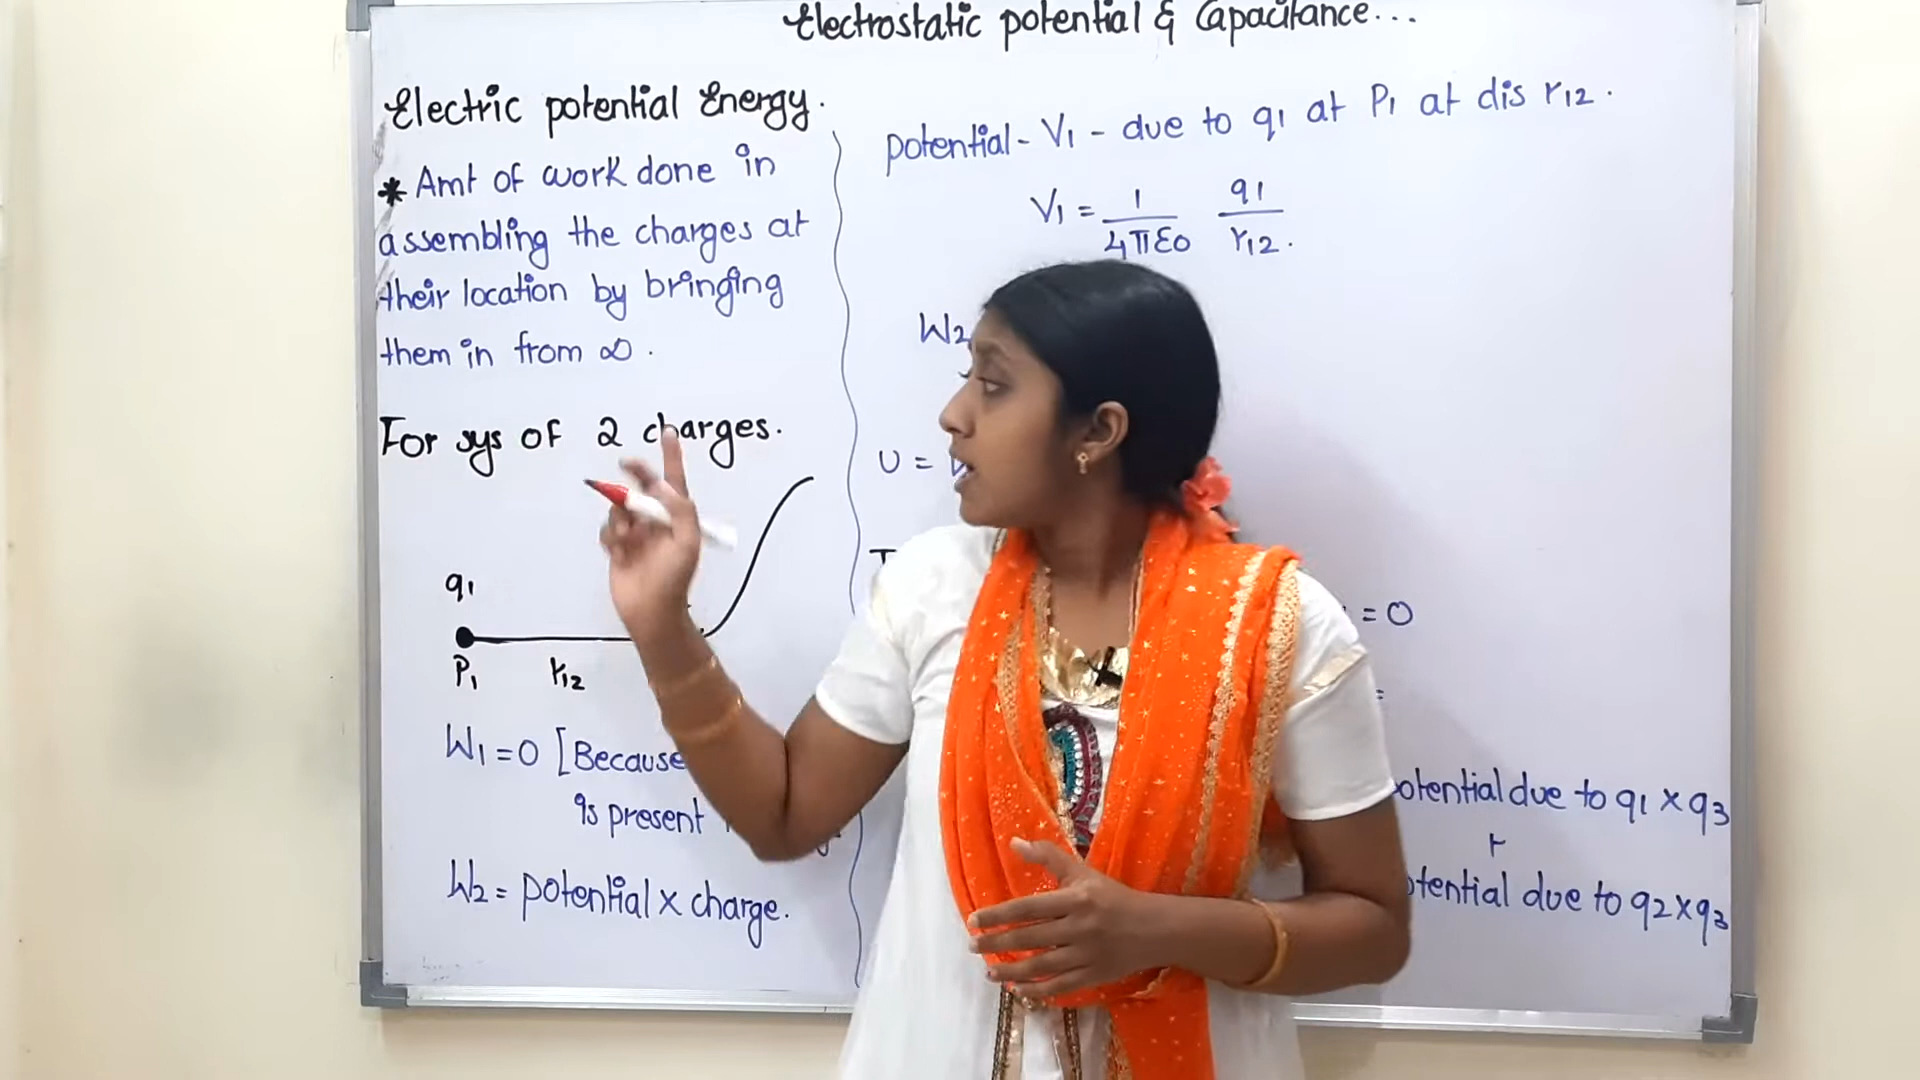 Electrostatic potential & Capacitance...
Electric potential Energy.
* Amt of work done in
assembling the charges at
their location by bringing
them in from ∞.
For sys of 2 charges.
q1
P1 r12
W1 = 0 [Because
is present
W2 = potential x charge.
potential - V1 - due to q1 at P1 at dis r12.
V1 = 1 q1
4πε0 r12.
W2
U =
= 0
=
potential due to q1 x q3
+
potential due to q2 x q3